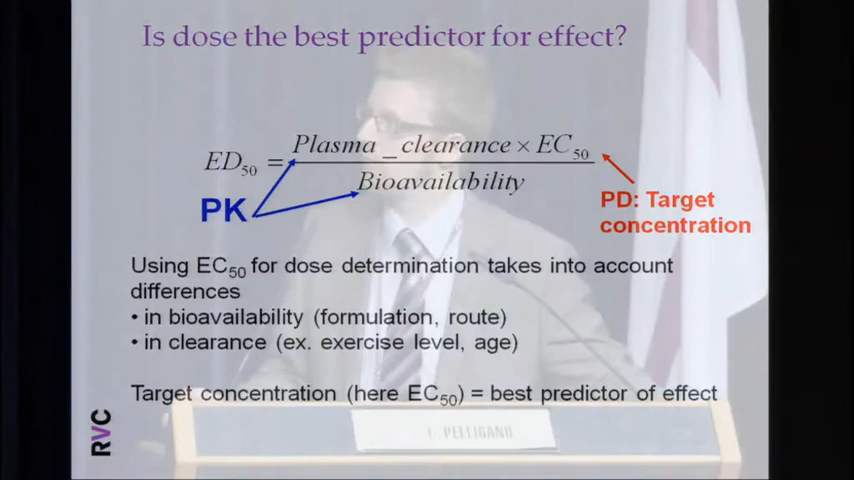 Is dose the best predictor for effect?
ED50 = Plasma _ clearance × EC50
Bioavailability
PK
PD: Target
concentration
Using EC50 for dose determination takes into account
differences
• in bioavailability (formulation, route)
• in clearance (ex. exercise level, age)
Target concentration (here EC50) = best predictor of effect
RVC